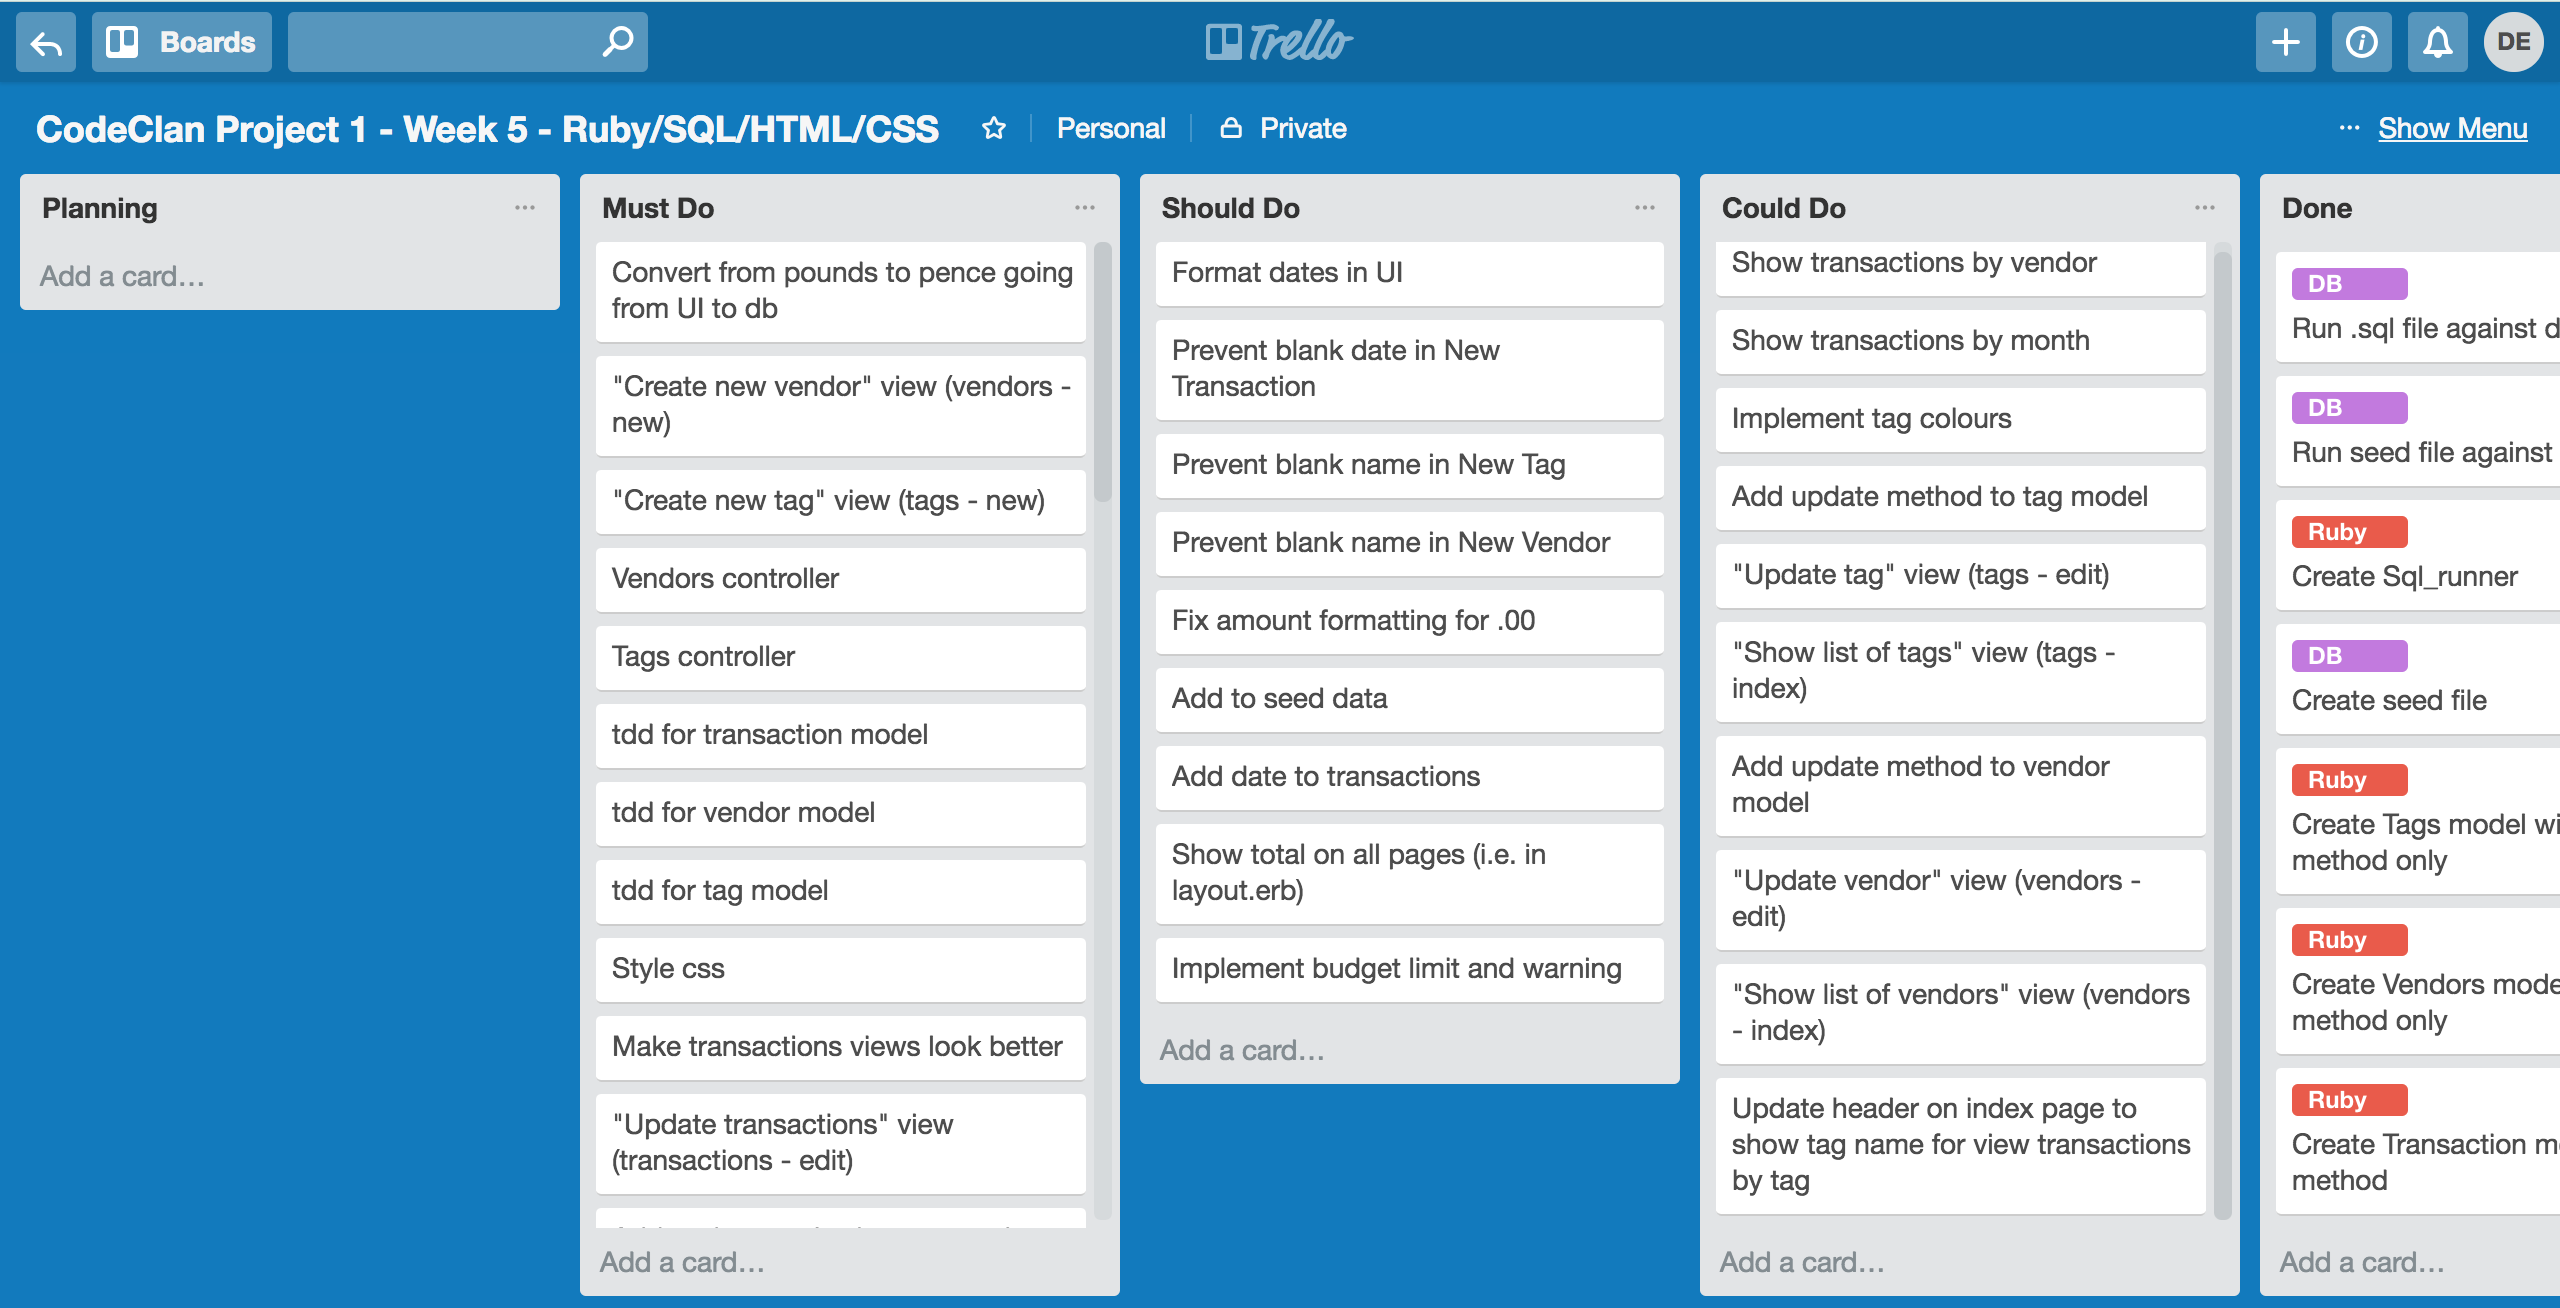 Boards
Trello
DE
CodeClan Project 1 - Week 5 - Ruby/SQL/HTML/CSS
Personal
Private
Show Menu
Planning
Add a card...
Must Do
Convert from pounds to pence going
from UI to db
"Create new vendor" view (vendors -
new)
"Create new tag" view (tags - new)
Vendors controller
Tags controller
tdd for transaction model
tdd for vendor model
tdd for tag model
Style css
Make transactions views look better
"Update transactions" view
(transactions - edit)
Add a card...
Should Do
Format dates in UI
Prevent blank date in New
Transaction
Prevent blank name in New Tag
Prevent blank name in New Vendor
Fix amount formatting for .00
Add to seed data
Add date to transactions
Show total on all pages (i.e. in
layout.erb)
Implement budget limit and warning
Add a card...
Could Do
Show transactions by vendor
Show transactions by month
Implement tag colours
Add update method to tag model
"Update tag" view (tags - edit)
"Show list of tags" view (tags -
index)
Add update method to vendor
model
"Update vendor" view (vendors -
edit)
"Show list of vendors" view (vendors
- index)
Update header on index page to
show tag name for view transactions
by tag
Add a card...
Done
DB
Run .sql file against
DB
Run seed file against
Ruby
Create Sql_runner
DB
Create seed file
Ruby
Create Tags model
method only
Ruby
Create Vendors
method only
Ruby
Create Transaction
method
Add a card...